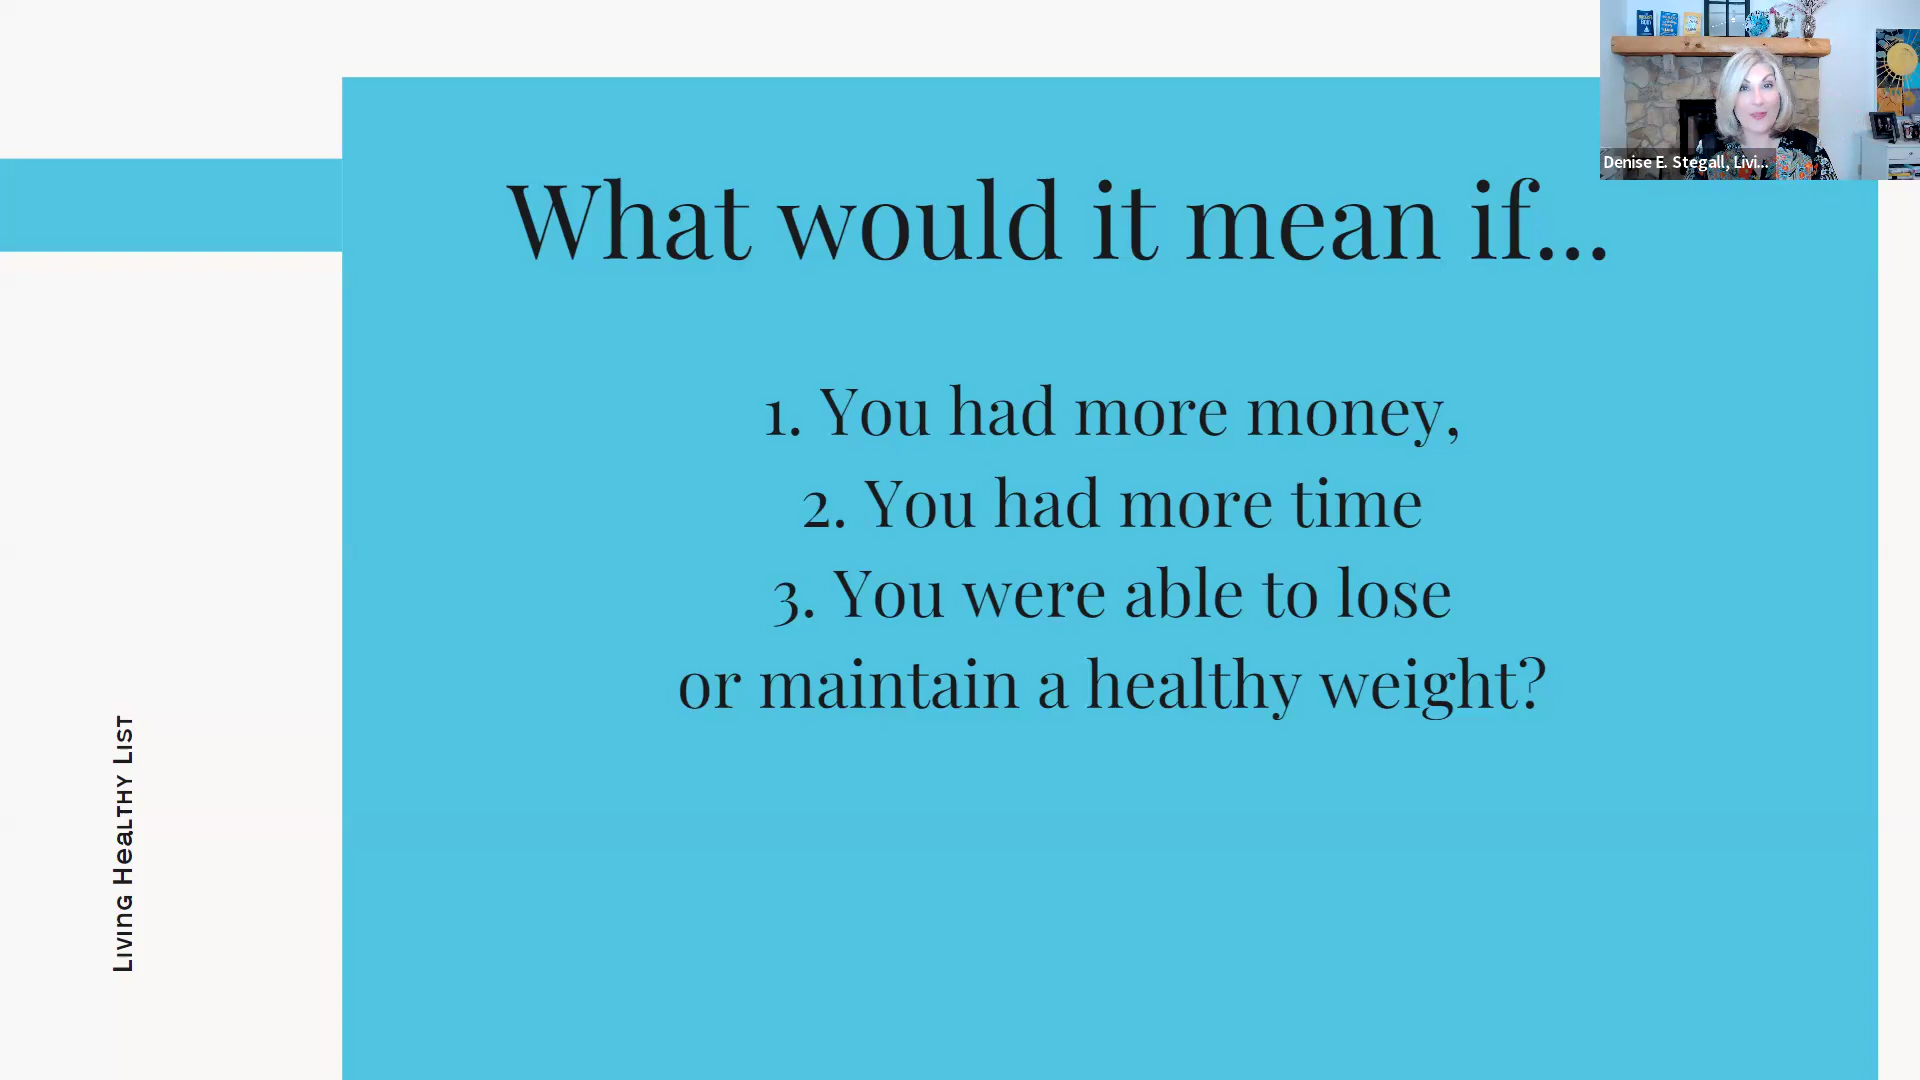 Denise E. Stegall, Livi...
What would it mean if...
1. You had more money,
2. You had more time
3. You were able to lose
or maintain a healthy weight?
Living Healthy List